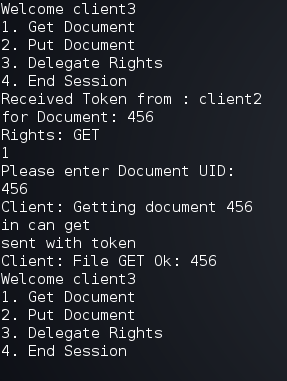 Welcome client3
1. Get Document
2. Put Document
3. Delegate Rights
4. End Session
Received Token from : client2
for Document: 456
Rights: GET
1
Please enter Document UID:
456
Client: Getting document 456
in can get
sent with token
Client: File GET Ok: 456
Welcome client3
1. Get Document
2. Put Document
3. Delegate Rights
4. End Session